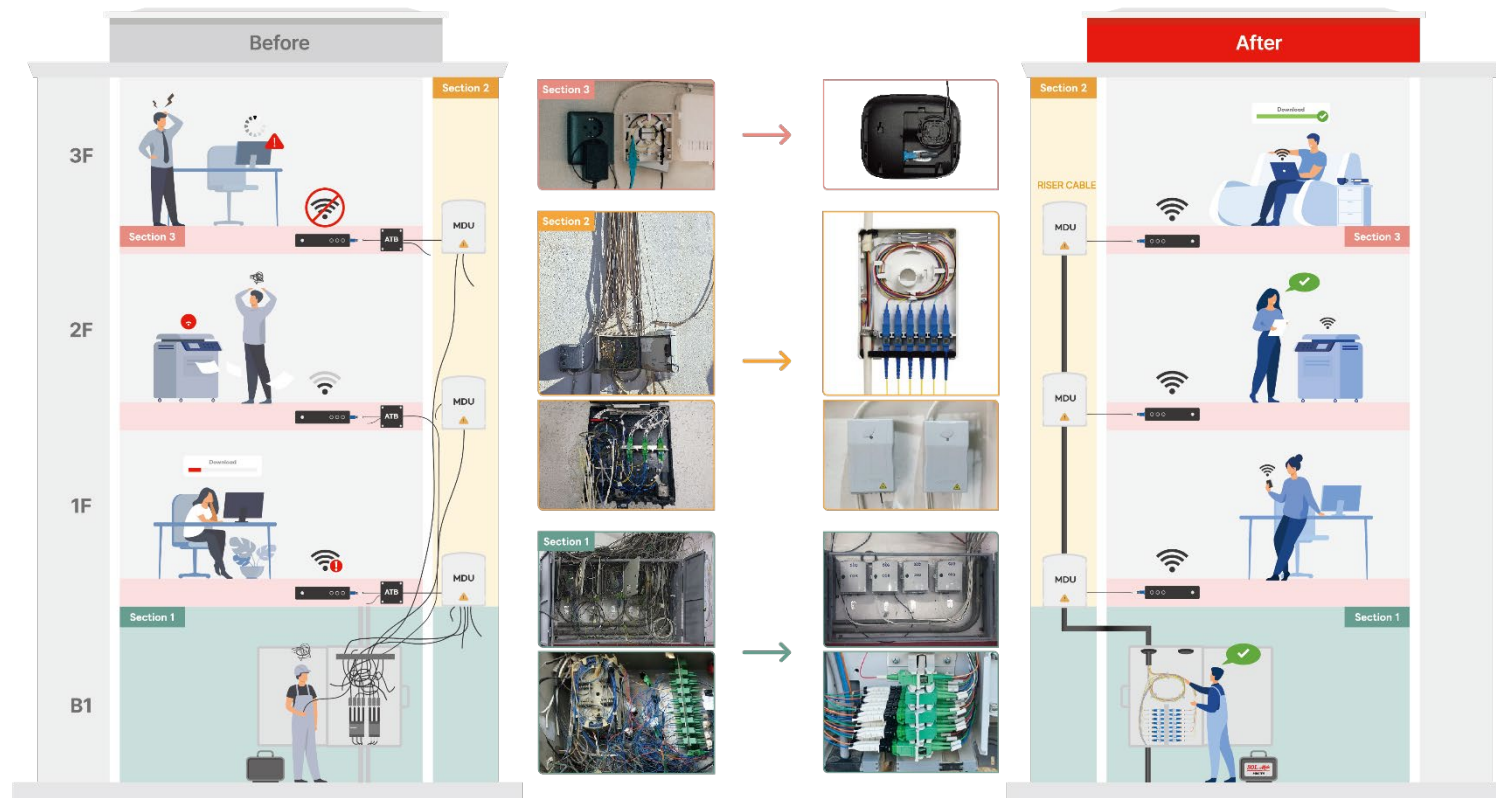 Before
Section 2
3F
MDU
ATB
Section 3
2F
MDU
ATB
Download
1F
MDU
ATB
Section 1
B1
Section 3
Section 2
Section 1
After
Section 2
RISER CABLE
Download
MDU
Section 3
MDU
MDU
Section 1